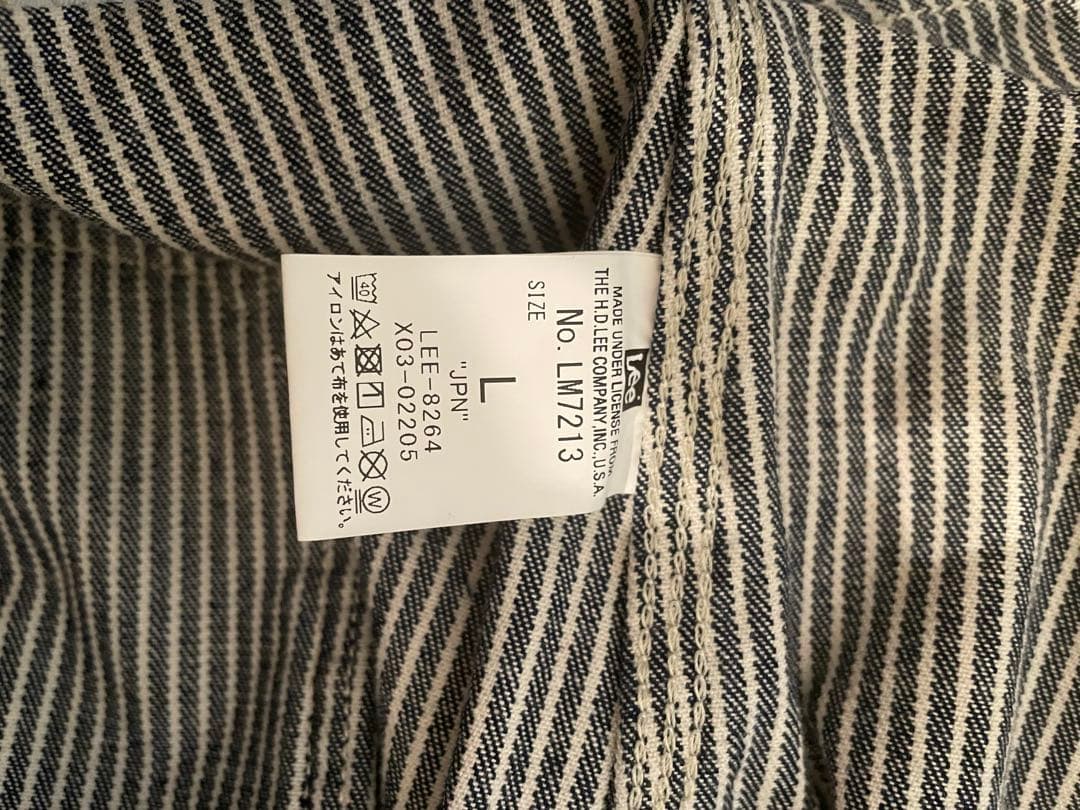 Lee
MADE UNDER LICENSE FROM
THE H.D.LEE COMPANY,INC.,U.S.A.
No. LM7213
SIZE
L
"JPN"
LEE-8264
X03-02205
40
W
アイロンはあて布を使用してください。